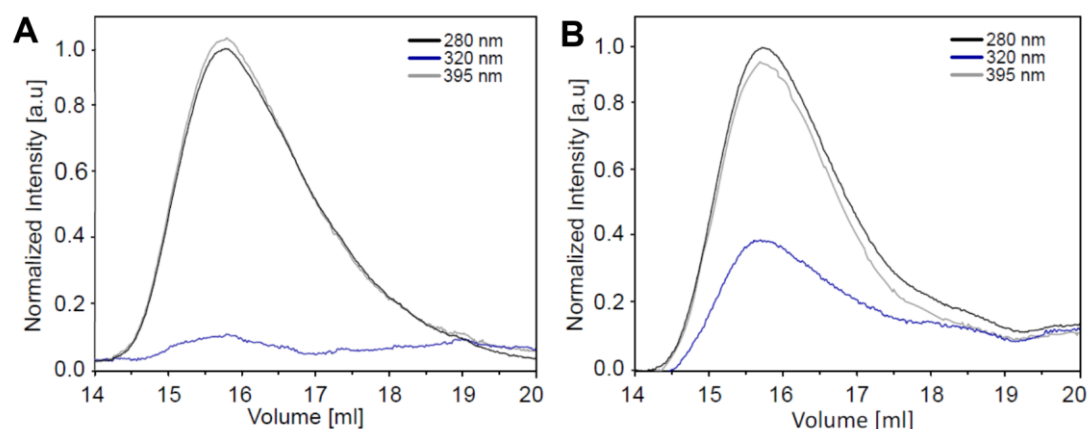 A
Normalized Intensity [a.u]
1.0
0.8
0.6
0.4
0.2
0.0
280 nm
320 nm
395 nm
14 15 16 17 18 19 20
Volume [ml]
B
Normalized Intensity [a.u]
1.0
0.8
0.6
0.4
0.2
0.0
280 nm
320 nm
395 nm
14 15 16 17 18 19 20
Volume [ml]